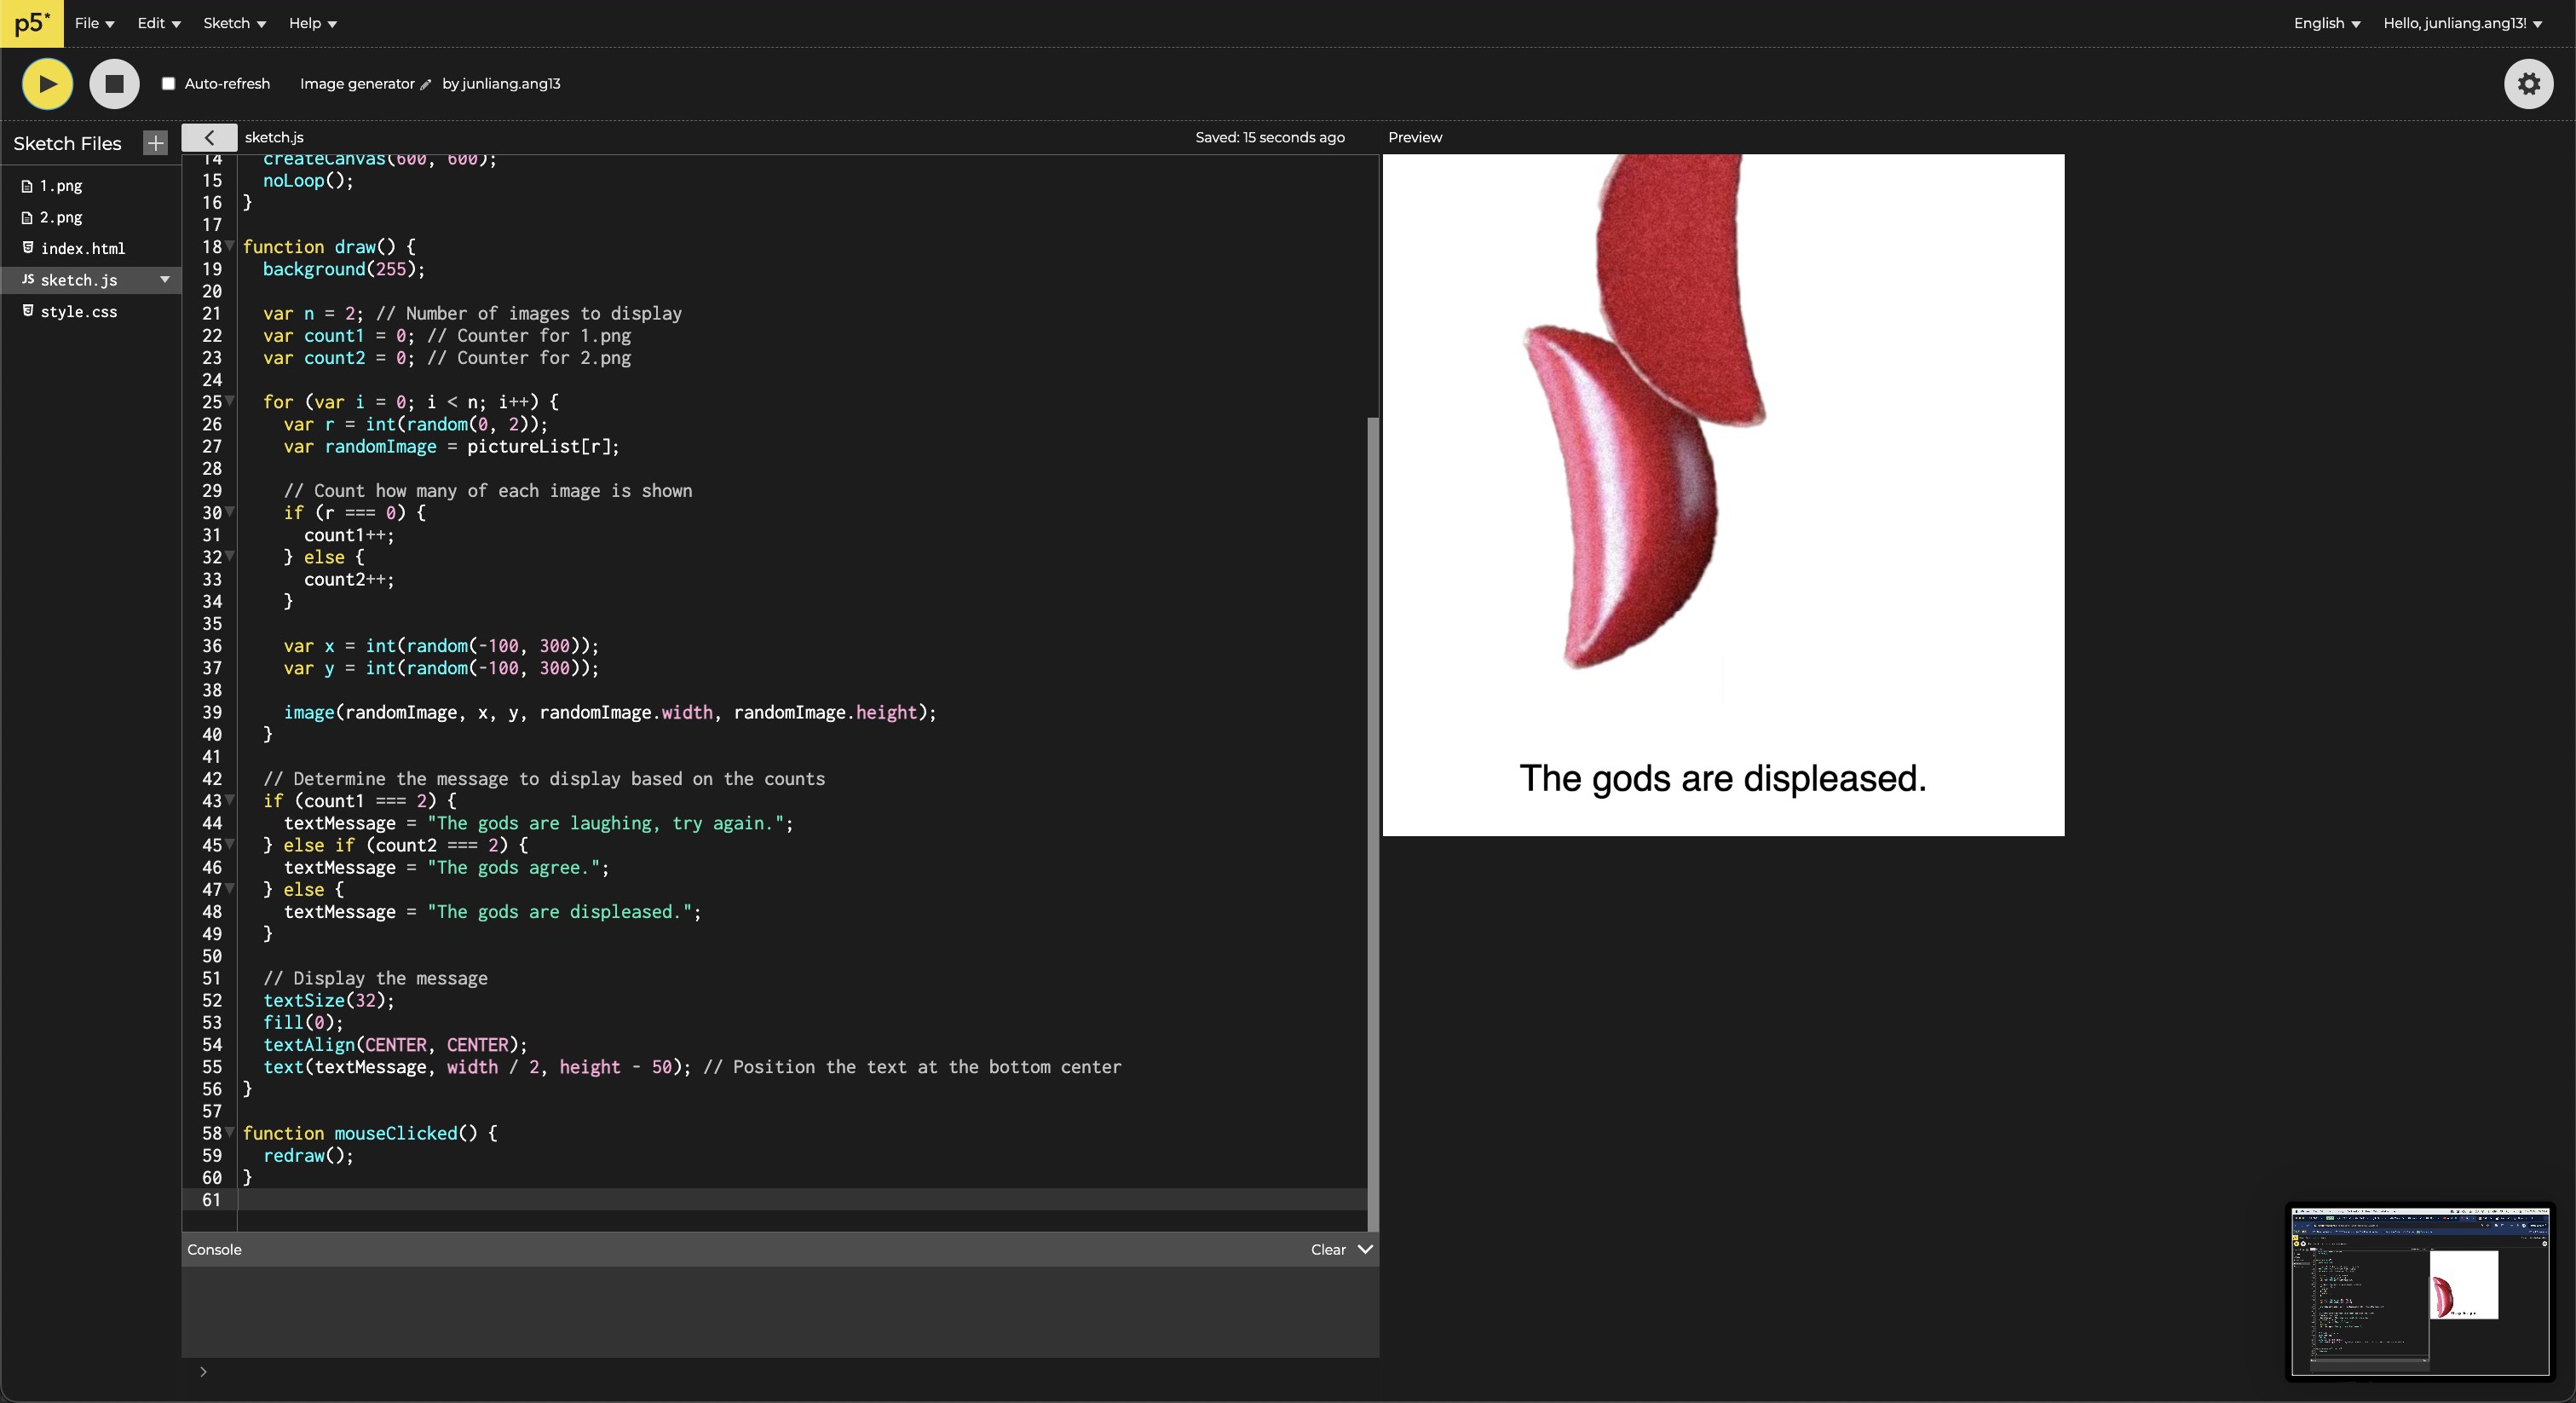 p5* File Edit Sketch Help English Hello, junliang.ang13!
Auto-refresh Image generator by junliang.ang13
Sketch Files
sketch.js Saved: 15 seconds ago Preview
1.png
2.png
index.html
JS sketch.js
style.css
14 createCanvas(600, 600);
15 noLoop();
16 }
17
18 function draw() {
19 background(255);
20
21 var n = 2; // Number of images to display
22 var count1 = 0; // Counter for 1.png
23 var count2 = 0; // Counter for 2.png
24
25 for (var i = 0; i < n; i++) {
26 var r = int(random(0, 2));
27 var randomImage = pictureList[r];
28
29 // Count how many of each image is shown
30 if (r === 0) {
31 count1++;
32 } else {
33 count2++;
34 }
35
36 var x = int(random(-100, 300));
37 var y = int(random(-100, 300));
38
39 image(randomImage, x, y, randomImage.width, randomImage.height);
40 }
41
42 // Determine the message to display based on the counts
43 if (count1 === 2) {
44 textMessage = "The gods are laughing, try again.";
45 } else if (count2 === 2) {
46 textMessage = "The gods agree.";
47 } else {
48 textMessage = "The gods are displeased.";
49 }
50
51 // Display the message
52 textSize(32);
53 fill(0);
54 textAlign(CENTER, CENTER);
55 text(textMessage, width / 2, height - 50); // Position the text at the bottom center
56 }
57
58 function mouseClicked() {
59 redraw();
60 }
61
The gods are displeased.
Console Clear
>